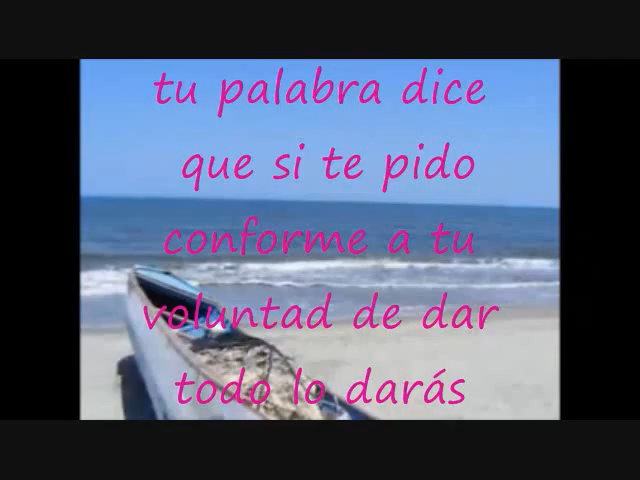 tu palabra dice
que si te pido
conforme a tu
voluntad de dar
todo lo darás